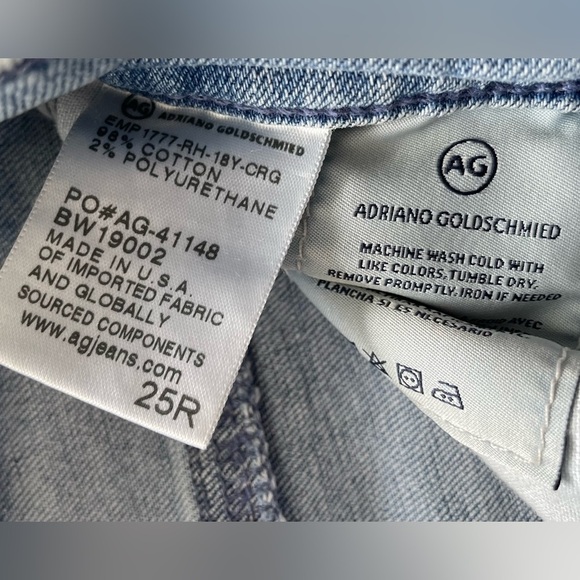 AG ADRIANO GOLDSCHMIED
EMP1777-RH-18Y-CRG
98% COTTON
2% POLYURETHANE
PO#AG-41148
BW19002
MADE IN U.S.A.
OF IMPORTED FABRIC
AND GLOBALLY
SOURCED COMPONENTS
www.agjeans.com
25R
AG
ADRIANO GOLDSCHMIED
MACHINE WASH COLD WITH
LIKE COLORS. TUMBLE DRY.
REMOVE PROMPTLY. IRON IF NEEDED
AVEC
PLANCHA SI ES NECESARIO